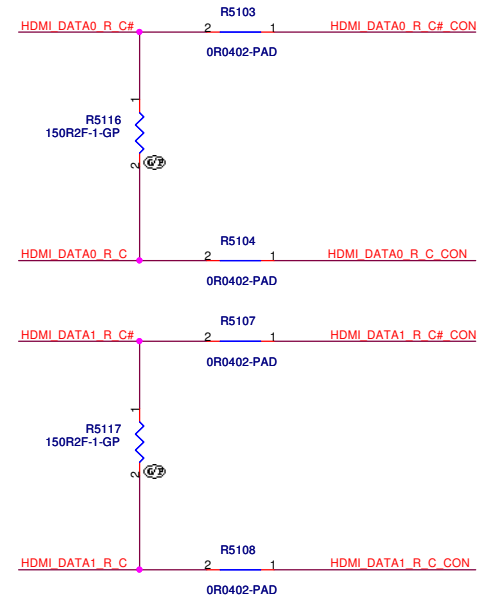 R5103
HDMI_DATA0_R_C# 2 1 HDMI_DATA0_R_C#_CON
0R0402-PAD
1
R5116
150R2F-1-GP
2 G/P
R5104
HDMI_DATA0_R_C 2 1 HDMI_DATA0_R_C_CON
0R0402-PAD
R5107
HDMI_DATA1_R_C# 2 1 HDMI_DATA1_R_C#_CON
0R0402-PAD
1
R5117
150R2F-1-GP
2 G/P
R5108
HDMI_DATA1_R_C 2 1 HDMI_DATA1_R_C_CON
0R0402-PAD